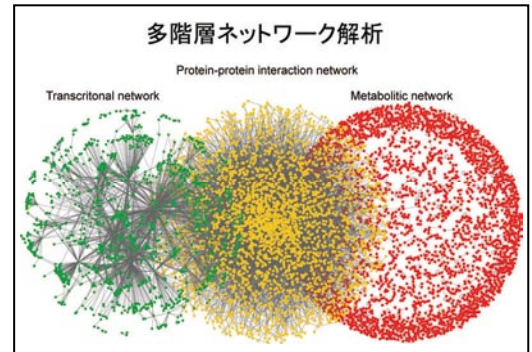 多階層ネットワーク解析
Protein-protein interaction network
Transcritonal network
Metabolitic network